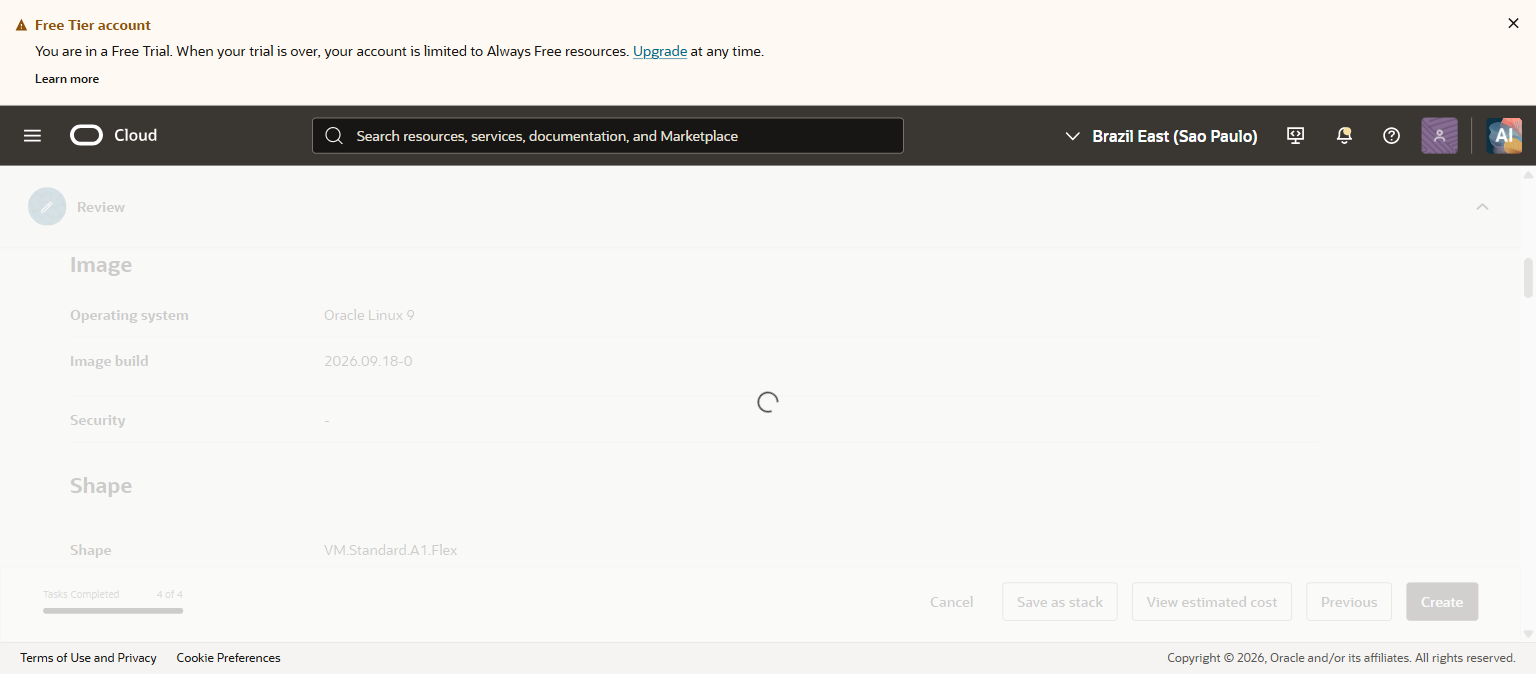 Free Tier account
You are in a Free Trial. When your trial is over, your account is limited to Always Free resources. Upgrade at any time.
Learn more
Cloud
Search resources, services, documentation, and Marketplace
Brazil East (Sao Paulo)
AI
Review
Image
Operating system Oracle Linux 9
Image build 2026.09.18-0
Security -
Shape
Shape VM.Standard.A1.Flex
Tasks Completed 4 of 4
Cancel Save as stack View estimated cost Previous Create
Terms of Use and Privacy Cookie Preferences Copyright © 2026, Oracle and/or its affiliates. All rights reserved.